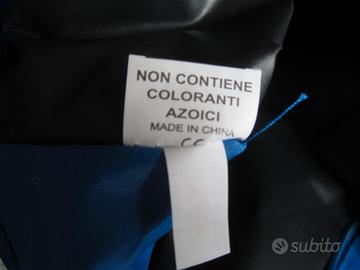 NON CONTIENE
COLORANTI
AZOICI
MADE IN CHINA
CE
subito